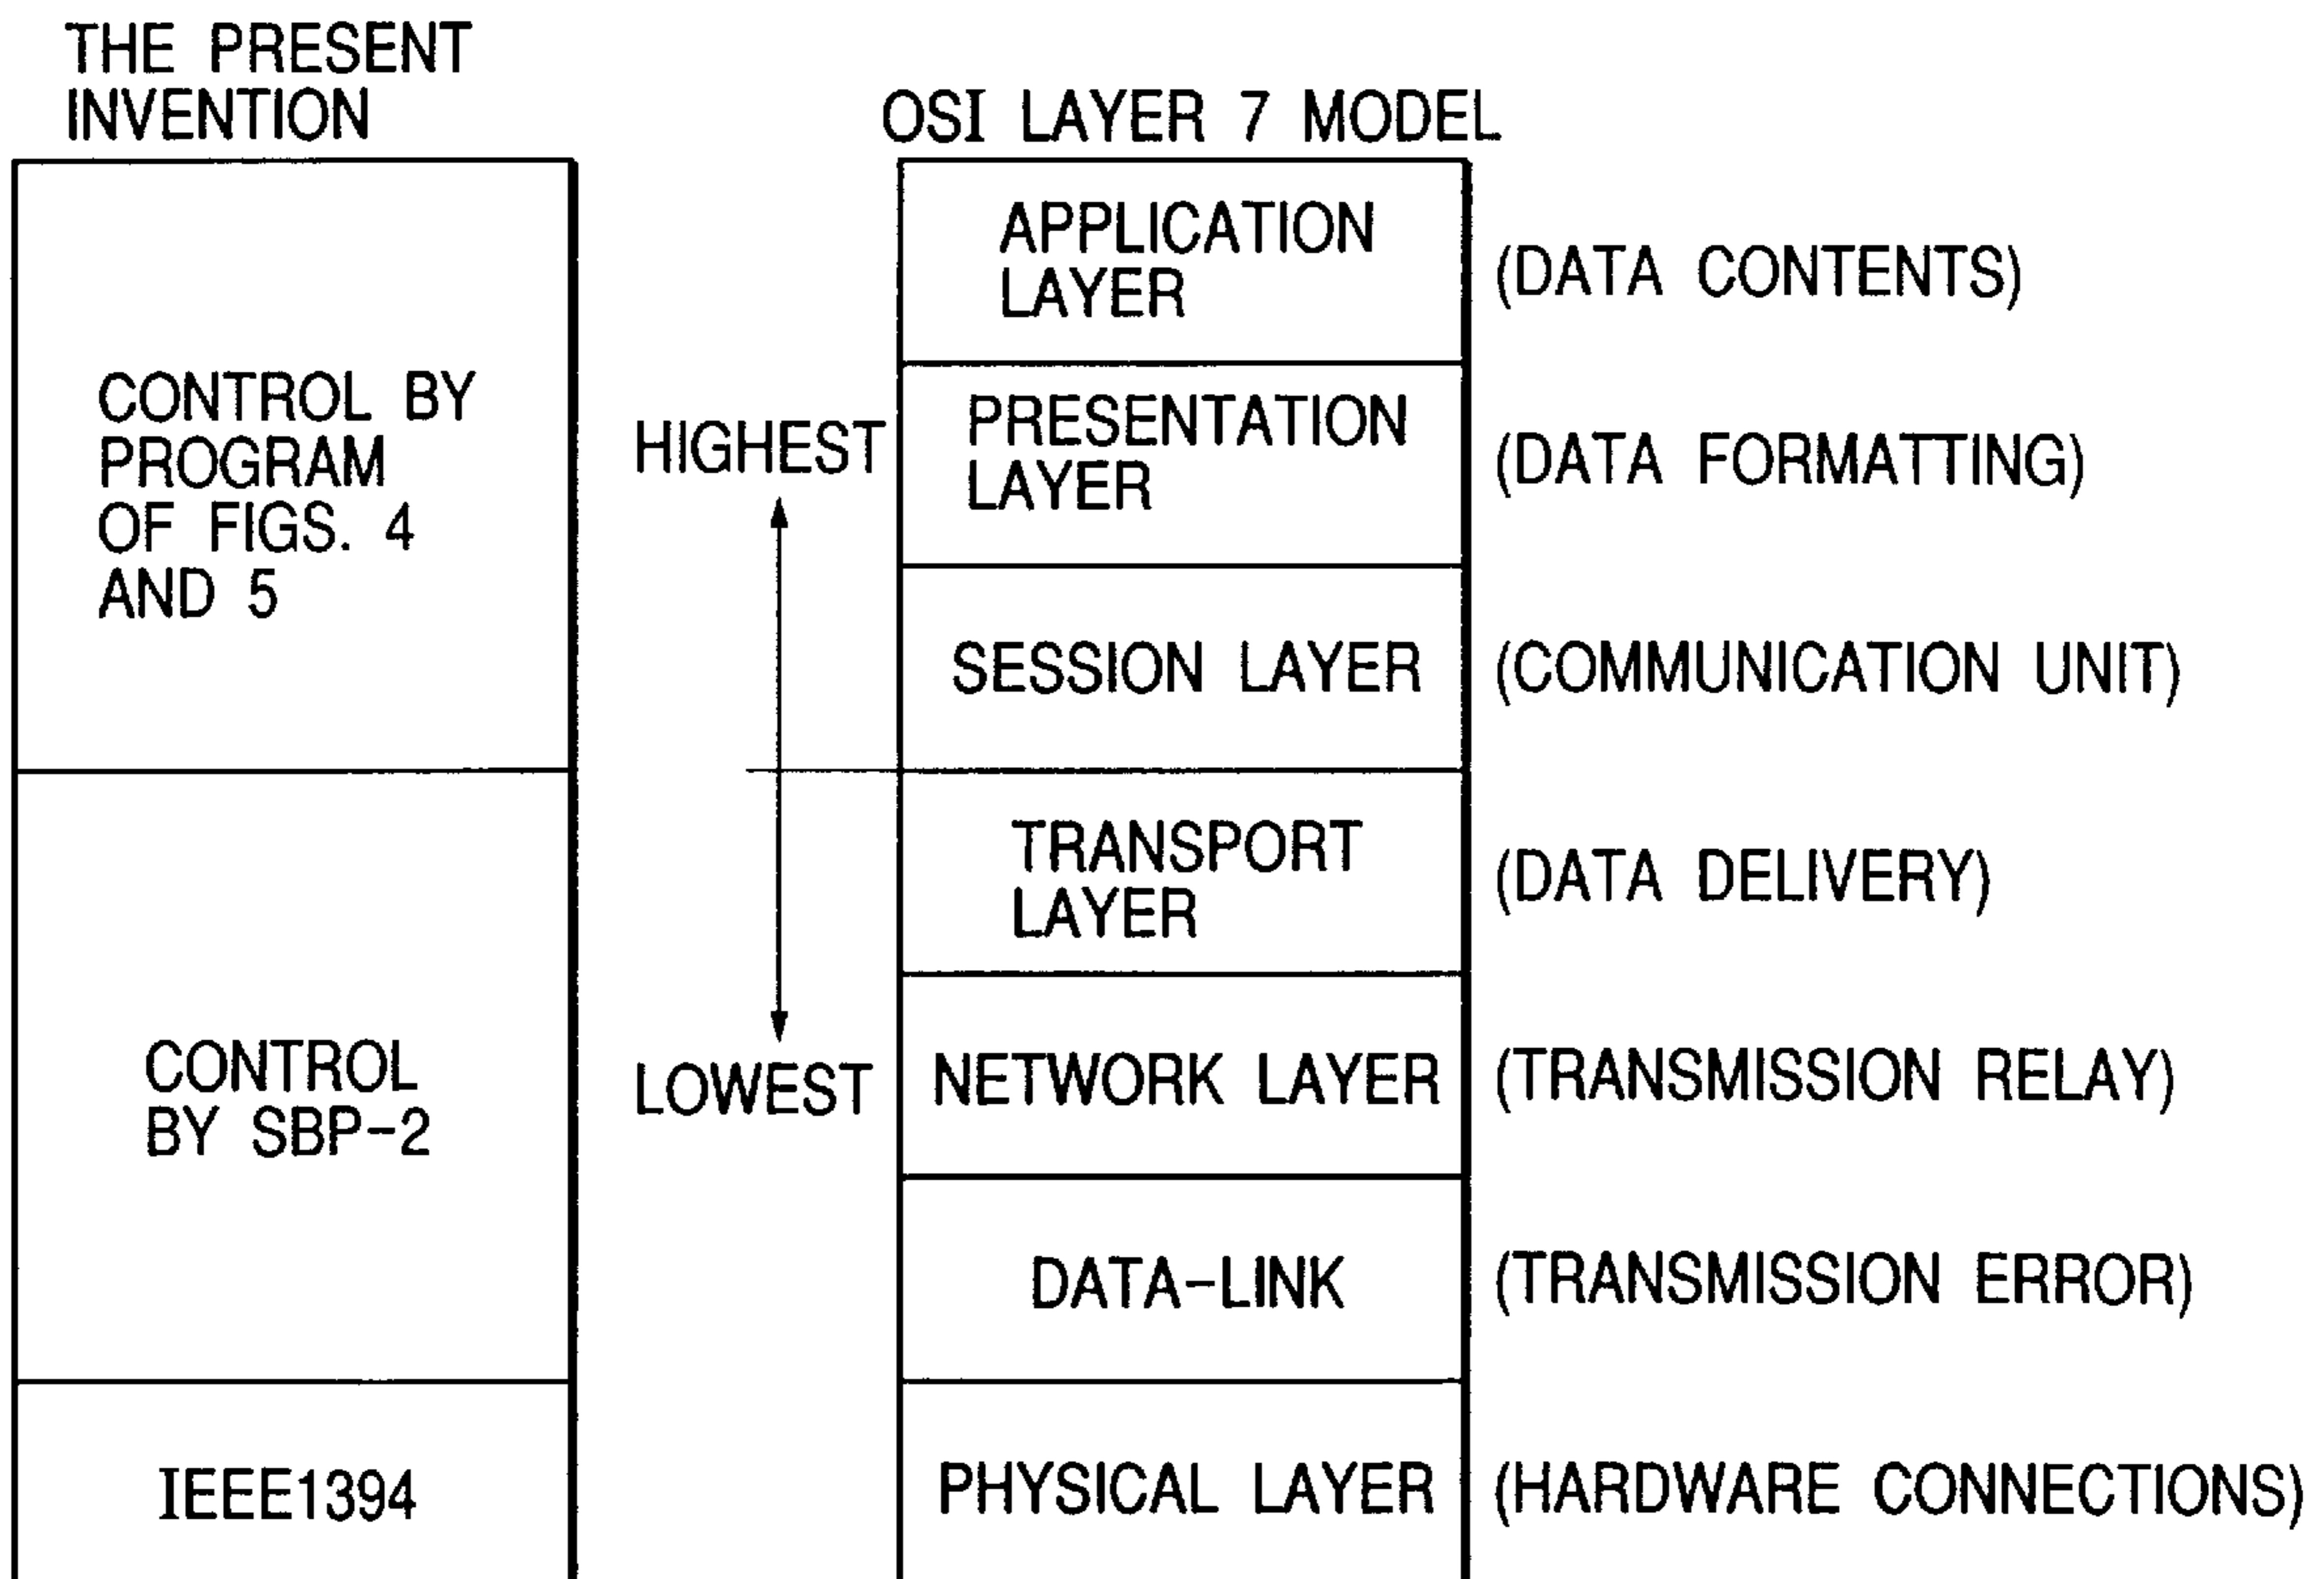 THE PRESENT
INVENTION
CONTROL BY
PROGRAM
OF FIGS. 4
AND 5
CONTROL
BY SBP-2
IEEE1394
HIGHEST
LOWEST
OSI LAYER 7 MODEL
APPLICATION
LAYER
(DATA CONTENTS)
PRESENTATION
LAYER
(DATA FORMATTING)
SESSION LAYER
(COMMUNICATION UNIT)
TRANSPORT
LAYER
(DATA DELIVERY)
NETWORK LAYER
(TRANSMISSION RELAY)
DATA-LINK
(TRANSMISSION ERROR)
PHYSICAL LAYER
(HARDWARE CONNECTIONS)